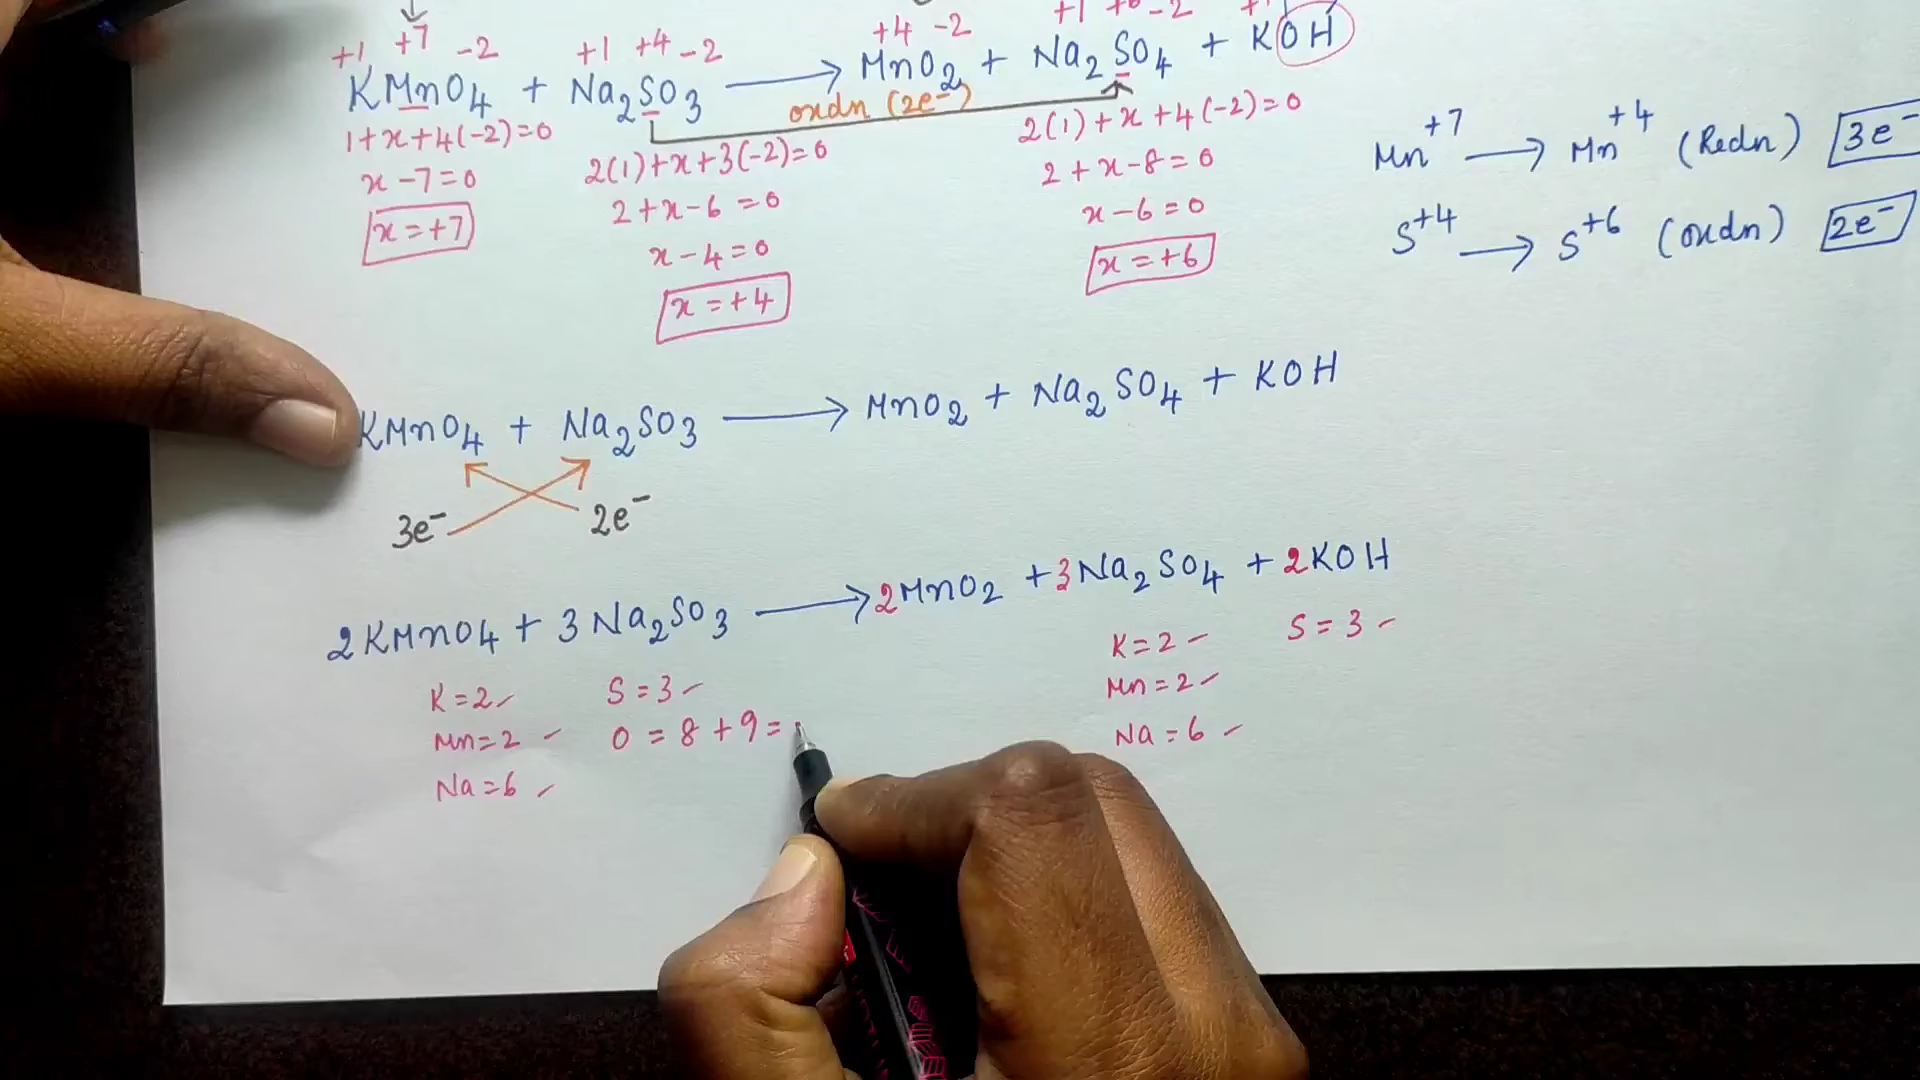 +1 +7 -2 +1 +4 -2 +4 -2 +1 +6 -2
KMnO4 + Na2SO3 ⟶ MnO2 + Na2SO4 + KOH
oxdn (2e⁻)
1+x+4(-2)=0
x-7=0
x=+7
2(1)+x+3(-2)=0
2+x-6=0
x-4=0
x=+4
2(1)+x+4(-2)=0
2+x-8=0
x-6=0
x=+6
Mn+7 ⟶ Mn+4 (Redn) 3e⁻
S+4 ⟶ S+6 (oxdn) 2e⁻
KMnO4 + Na2SO3 ⟶ MnO2 + Na2SO4 + KOH
3e⁻ 2e⁻
2KMnO4 + 3Na2SO3 ⟶ 2MnO2 + 3Na2SO4 + 2KOH
K=2 S=3
Mn=2 O=8+9=
Na=6
K=2 S=3
Mn=2
Na=6